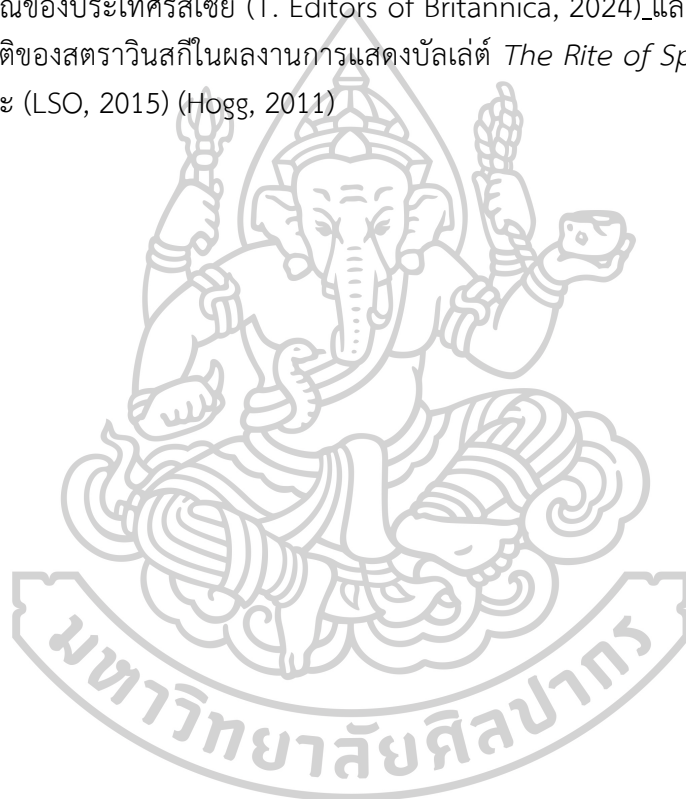 ณของประเทศรัสเซีย (T. Editors of Britannica, 2024) แล
ติของสตราวินสกีในผลงานการแสดงบัลเล่ต์ The Rite of Sp
ะ (LSO, 2015) (Hogg, 2011)
มหาวิทยาลัยศิลปากร